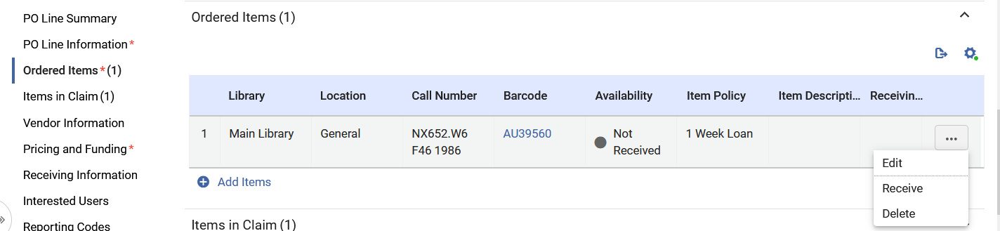 PO Line Summary
PO Line Information*
Ordered Items* (1)
Items in Claim (1)
Vendor Information
Pricing and Funding*
Receiving Information
Interested Users
Reporting Codes
Ordered Items (1)
Library Location Call Number Barcode Availability Item Policy Item Descripti... Receivin...
1 Main Library General NX652.W6 AU39560 Not 1 Week Loan
F46 1986 Received
Edit
Receive
Delete
Add Items
Items in Claim (1)